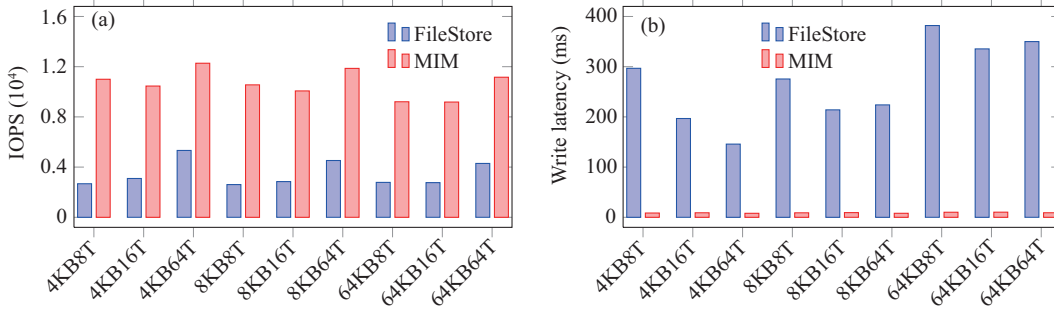 (a)
FileStore
MIM
IOPS (10⁴)
1.6
1.2
0.8
0.4
0
4KB8T
4KB16T
4KB64T
8KB8T
8KB16T
8KB64T
64KB8T
64KB16T
64KB64T
(b)
FileStore
MIM
Write latency (ms)
400
300
200
100
0
4KB8T
4KB16T
4KB64T
8KB8T
8KB16T
8KB64T
64KB8T
64KB16T
64KB64T